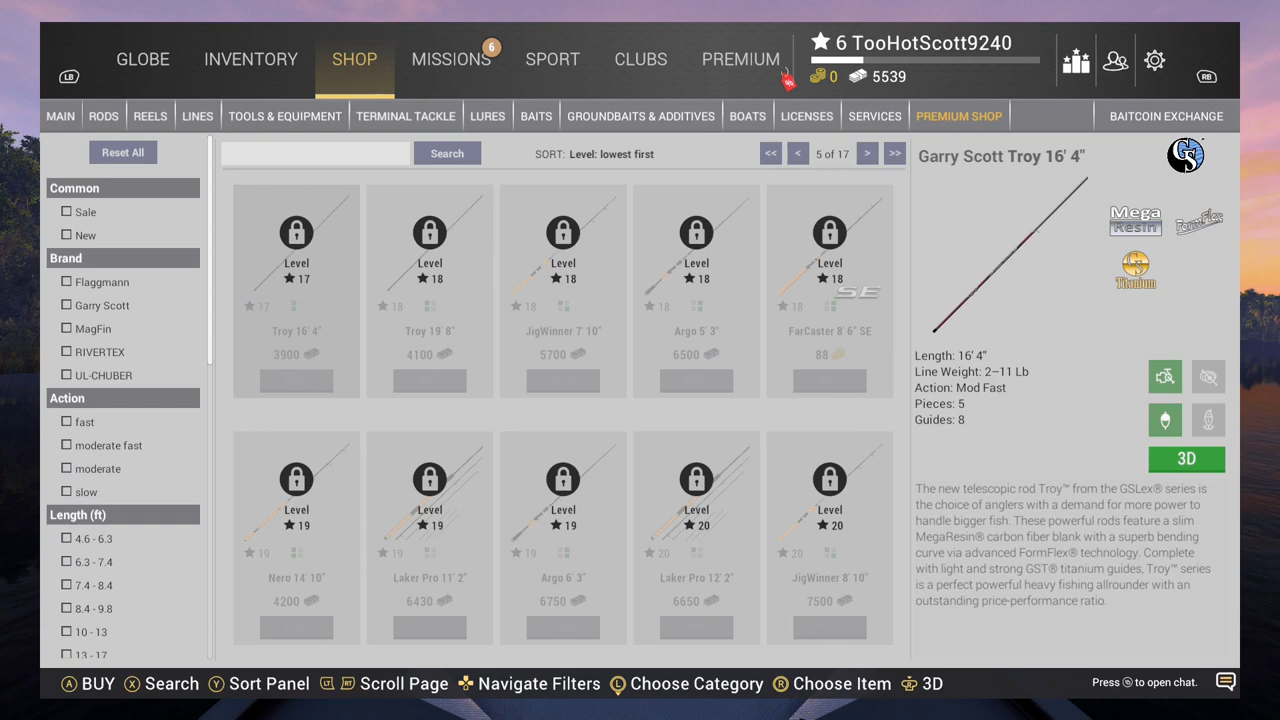 GLOBE INVENTORY SHOP MISSIONS 6 SPORT CLUBS PREMIUM
6 TooHotScott9240
0 5539
LB
RB
MAIN RODS REELS LINES TOOLS & EQUIPMENT TERMINAL TACKLE LURES BAITS GROUNDBAITS & ADDITIVES BOATS LICENSES SERVICES PREMIUM SHOP BAITCOIN EXCHANGE
Reset All
Common
Sale
New
Brand
Flaggmann
Garry Scott
MagFin
RIVERTEX
UL-CHUBER
Action
fast
moderate fast
moderate
slow
Length (ft)
4.6 - 6.3
6.3 - 7.4
7.4 - 8.4
8.4 - 9.8
10 - 13
13 - 17
Search SORT: Level: lowest first << < 5 of 17 > >>
Level Level Level Level Level
17 18 18 18 18
SE
17 18 18 18 18
Troy 16' 4" Troy 19' 8" JigWinner 7' 10" Argo 5' 3" FarCaster 8' 6" SE
3900 4100 5700 6500 88
Level Level Level Level Level
19 19 19 20 20
19 19 19 20 20
Nero 14' 10" Laker Pro 11' 2" Argo 6' 3" Laker Pro 12' 2" JigWinner 8' 10"
4200 6430 6750 6650 7500
Garry Scott Troy 16' 4"
GS
Mega Resin
FormFlex
GS Titanium
Length: 16' 4"
Line Weight: 2–11 Lb
Action: Mod Fast
Pieces: 5
Guides: 8
3D
The new telescopic rod Troy™ from the GSLex® series is
the choice of anglers with a demand for more power to
handle bigger fish. These powerful rods feature a slim
MegaResin® carbon fiber blank with a superb bending
curve via advanced FormFlex® technology. Complete
with light and strong GST® titanium guides, Troy™ series
is a perfect powerful heavy fishing allrounder with an
outstanding price-performance ratio.
A BUY X Search Y Sort Panel LT RT Scroll Page Navigate Filters L Choose Category R Choose Item 3D
Press to open chat.